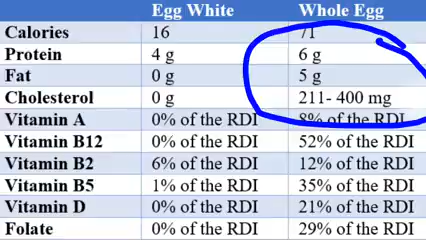 Egg White Whole Egg
Calories 16 71
Protein 4 g 6 g
Fat 0 g 5 g
Cholesterol 0 g 211- 400 mg
Vitamin A 0% of the RDI 8% of the RDI
Vitamin B12 0% of the RDI 52% of the RDI
Vitamin B2 6% of the RDI 12% of the RDI
Vitamin B5 1% of the RDI 35% of the RDI
Vitamin D 0% of the RDI 21% of the RDI
Folate 0% of the RDI 29% of the RDI